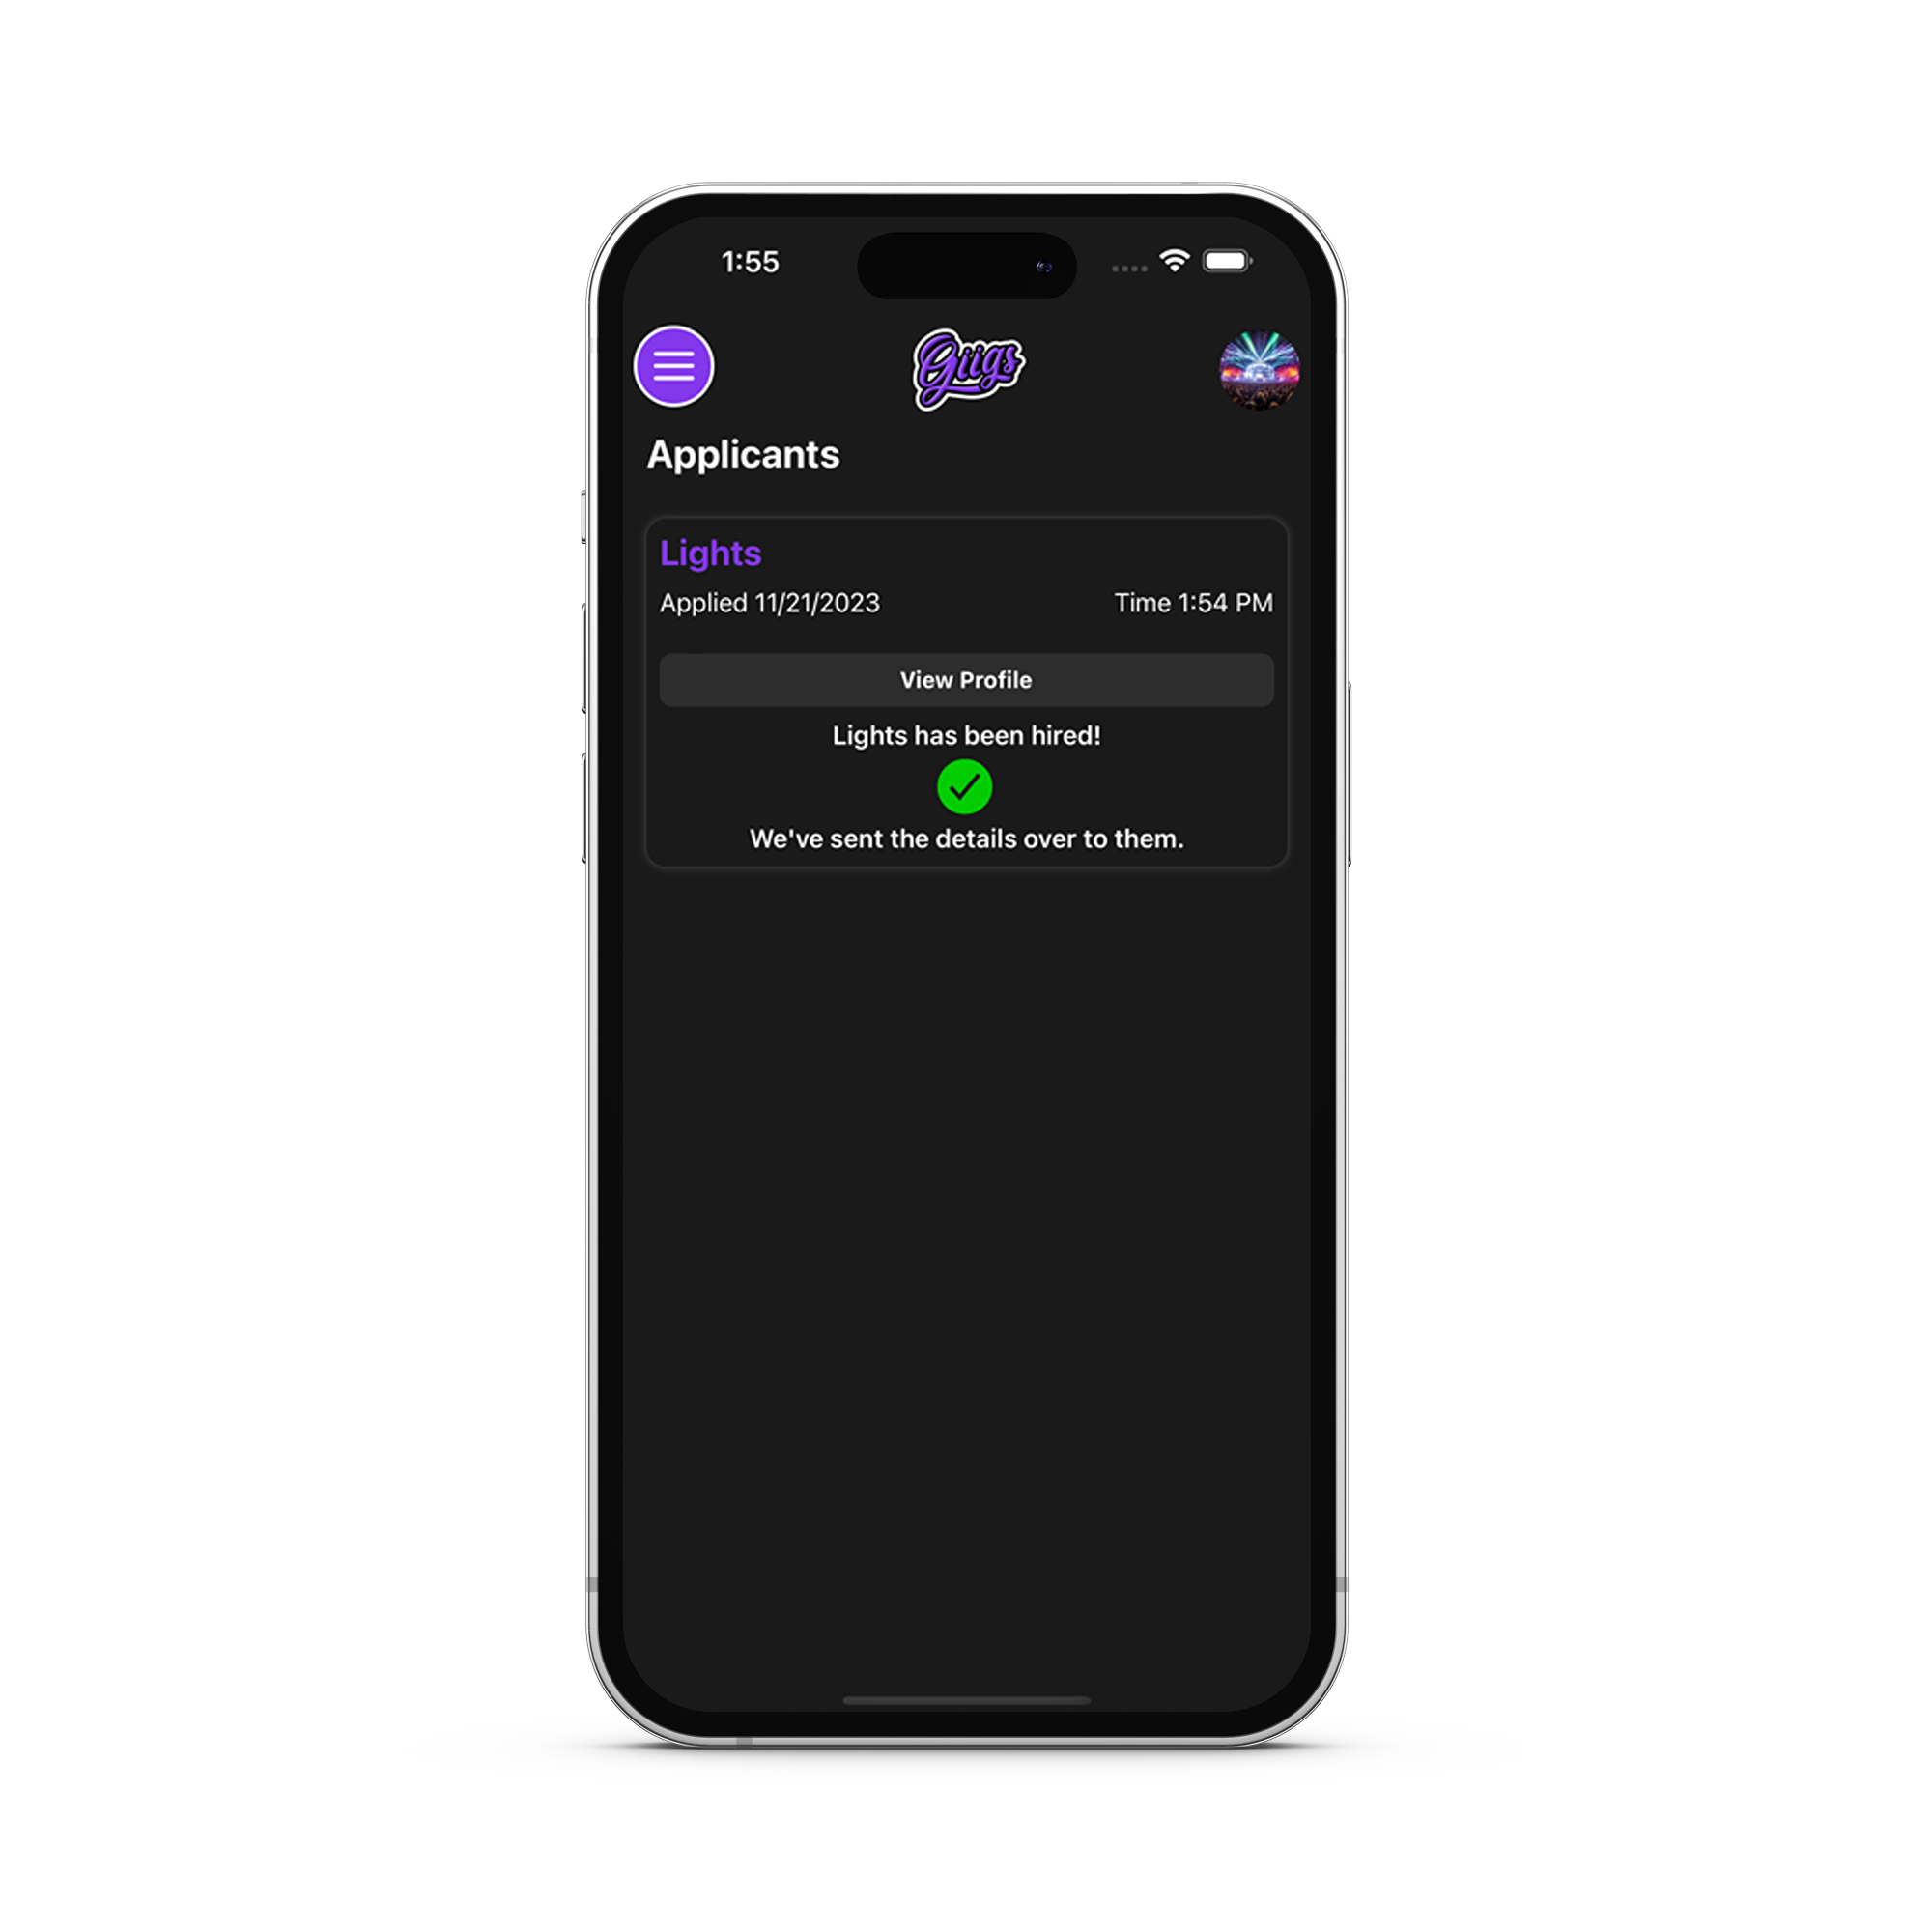 1:55
Giigs
Applicants
Lights
Applied 11/21/2023 Time 1:54 PM
View Profile
Lights has been hired!
We've sent the details over to them.